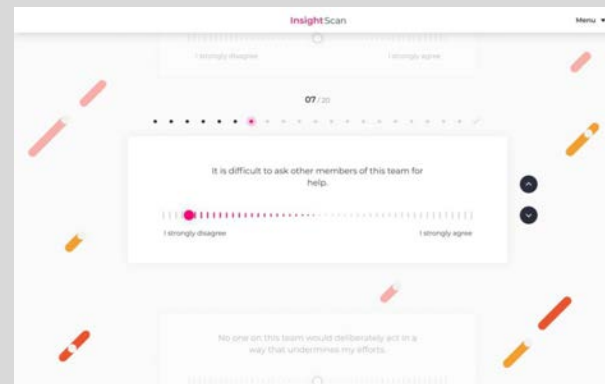 InsightScan
Menu
I strongly disagree
I strongly agree
07 / 20
It is difficult to ask other members of this team for
help.
I strongly disagree
I strongly agree
No one on this team would deliberately act in a
way that undermines my efforts.